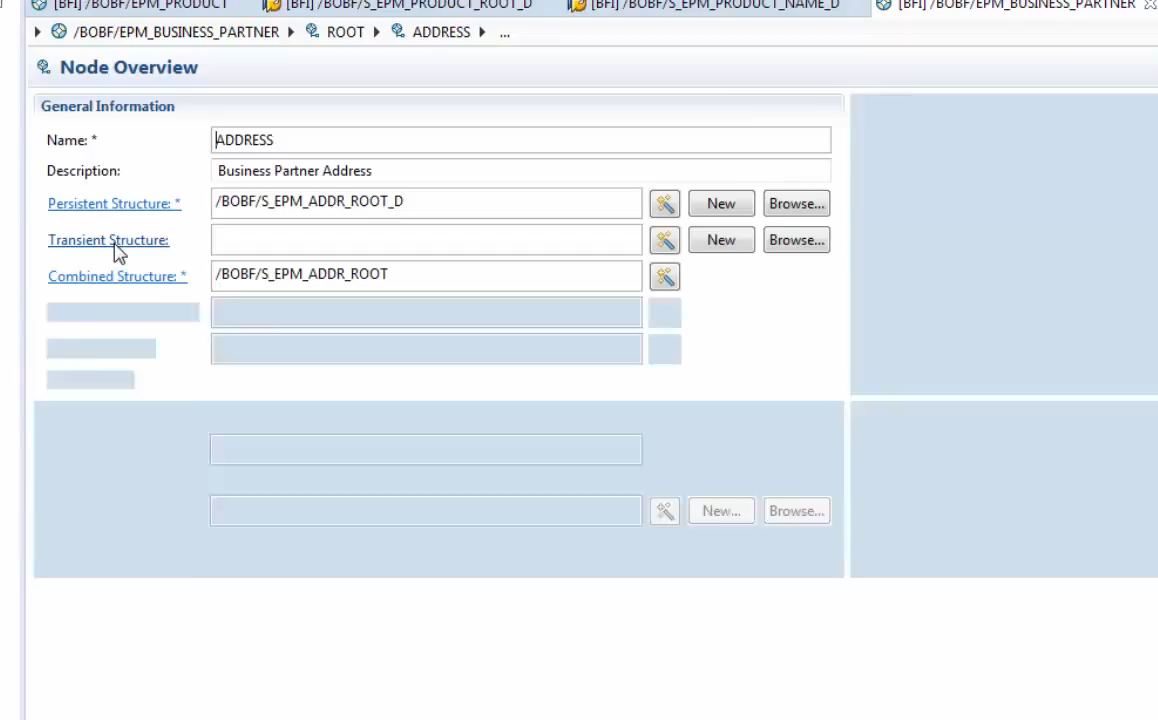 [BFI] /BOBF/EPM_PRODUCT [BFI] /BOBF/S_EPM_PRODUCT_ROOT_D [BFI] /BOBF/S_EPM_PRODUCT_NAME_D [BFI] /BOBF/EPM_BUSINESS_PARTNER
/BOBF/EPM_BUSINESS_PARTNER ROOT ADDRESS ...
Node Overview
General Information
Name: * ADDRESS
Description: Business Partner Address
Persistent Structure: * /BOBF/S_EPM_ADDR_ROOT_D New Browse...
Transient Structure: New Browse...
Combined Structure: * /BOBF/S_EPM_ADDR_ROOT
New... Browse...